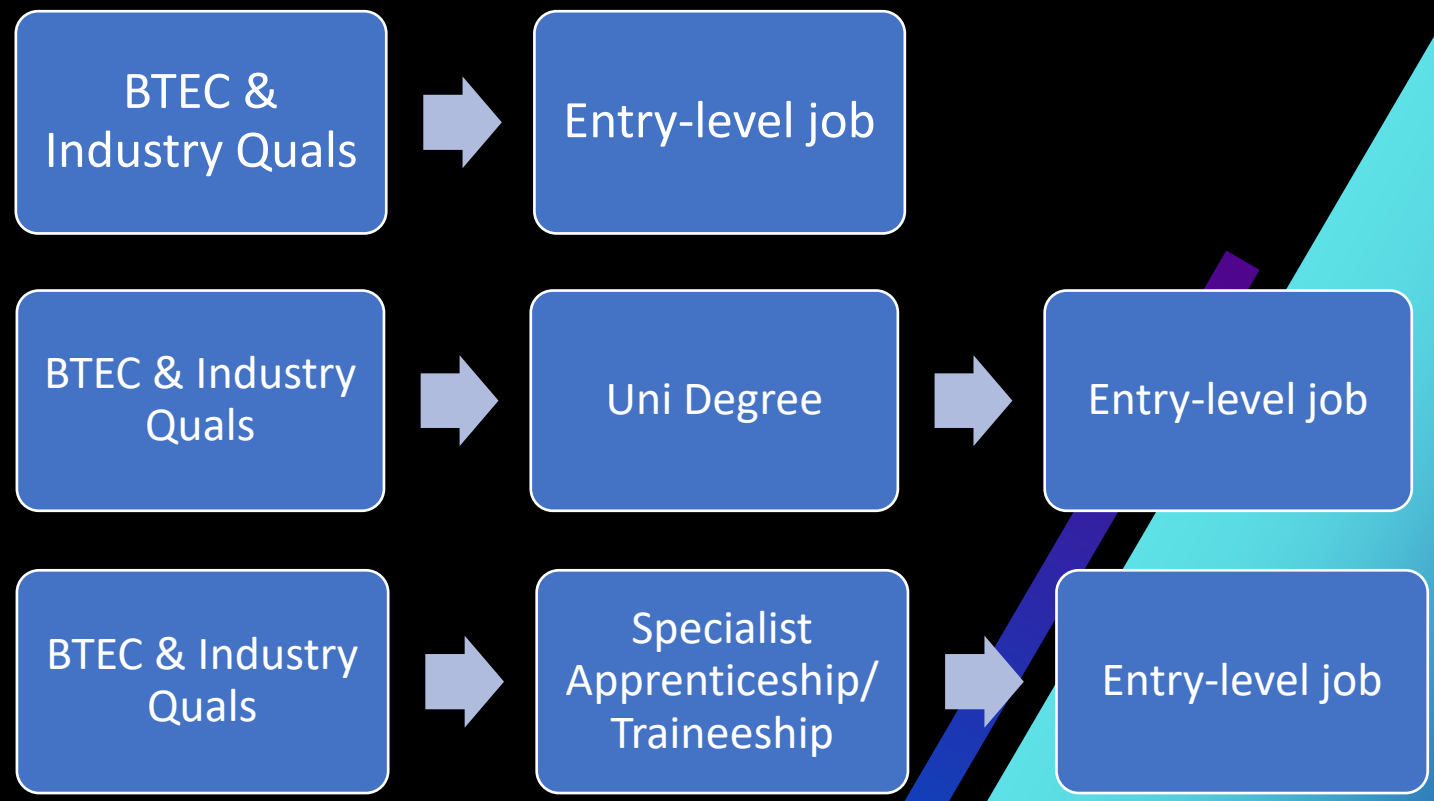 BTEC &
Industry Quals
Entry-level job
BTEC & Industry
Quals
Uni Degree
Entry-level job
BTEC & Industry
Quals
Specialist
Apprenticeship/
Traineeship
Entry-level job